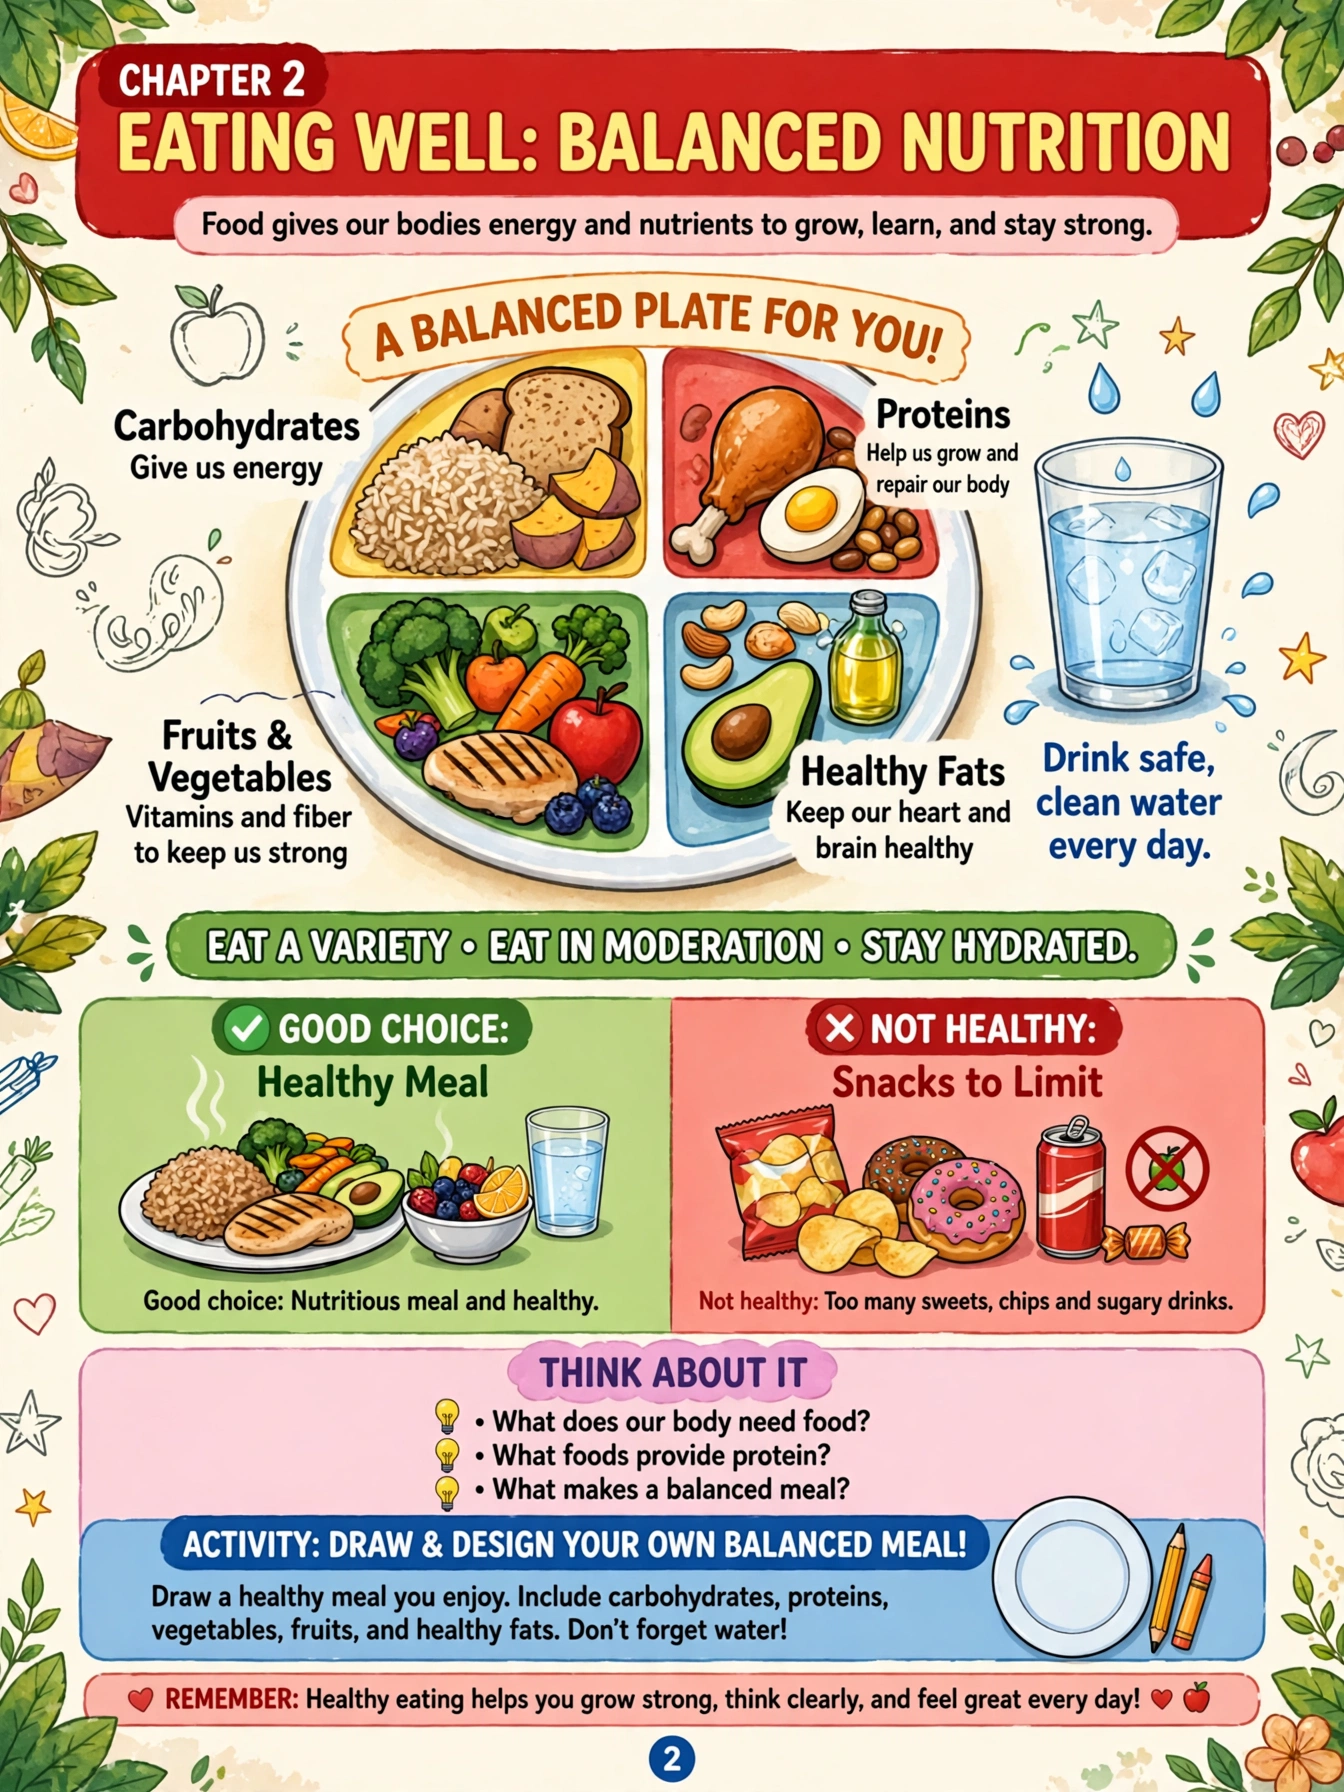 CHAPTER 2
EATING WELL: BALANCED NUTRITION
Food gives our bodies energy and nutrients to grow, learn, and stay strong.
A BALANCED PLATE FOR YOU!
Carbohydrates
Give us energy
Proteins
Help us grow and
repair our body
Fruits &
Vegetables
Vitamins and fiber
to keep us strong
Healthy Fats
Keep our heart and
brain healthy
Drink safe,
clean water
every day.
EAT A VARIETY • EAT IN MODERATION • STAY HYDRATED.
GOOD CHOICE:
Healthy Meal
Good choice: Nutritious meal and healthy.
NOT HEALTHY:
Snacks to Limit
Not healthy: Too many sweets, chips and sugary drinks.
THINK ABOUT IT
• What does our body need food?
• What foods provide protein?
• What makes a balanced meal?
ACTIVITY: DRAW & DESIGN YOUR OWN BALANCED MEAL!
Draw a healthy meal you enjoy. Include carbohydrates, proteins,
vegetables, fruits, and healthy fats. Don't forget water!
REMEMBER: Healthy eating helps you grow strong, think clearly, and feel great every day!
2